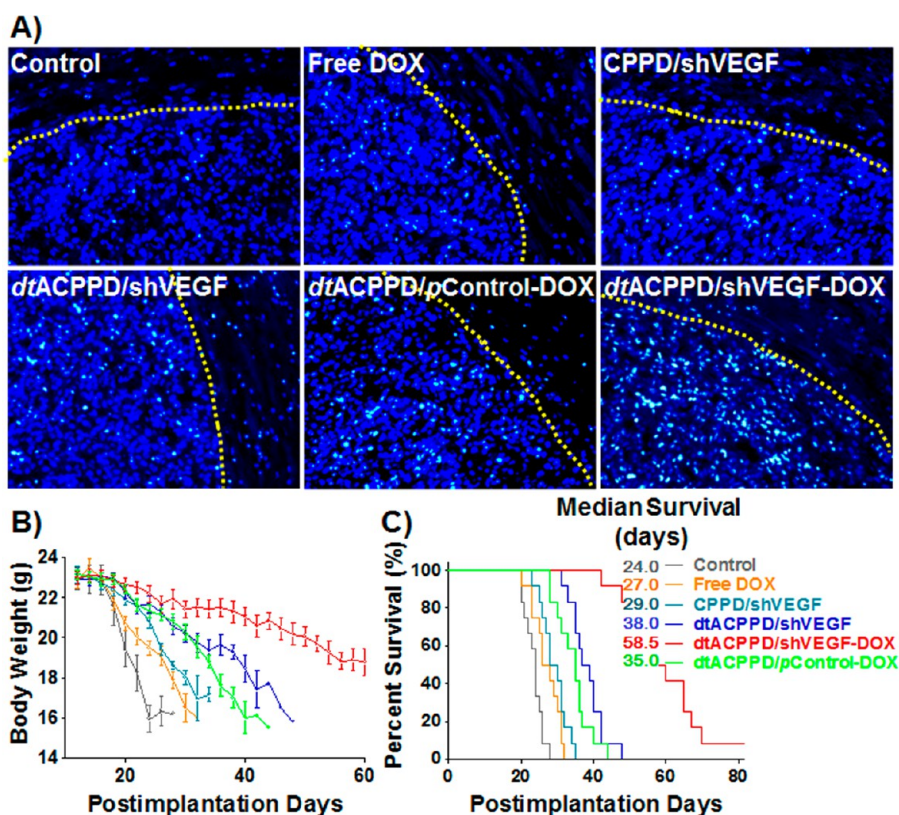 A)
Control
Free DOX
CPPD/shVEGF
dtACPPD/shVEGF
dtACPPD/pControl-DOX
dtACPPD/shVEGF-DOX
B)
Body Weight (g)
24
22
20
18
16
14
20
40
60
Postimplantation Days
C)
Median Survival
(days)
24.0 Control
27.0 Free DOX
29.0 CPPD/shVEGF
38.0 dtACPPD/shVEGF
58.5 dtACPPD/shVEGF-DOX
35.0 dtACPPD/pControl-DOX
Percent Survival (%)
100
80
60
40
20
0
0
20
40
60
80
Postimplantation Days